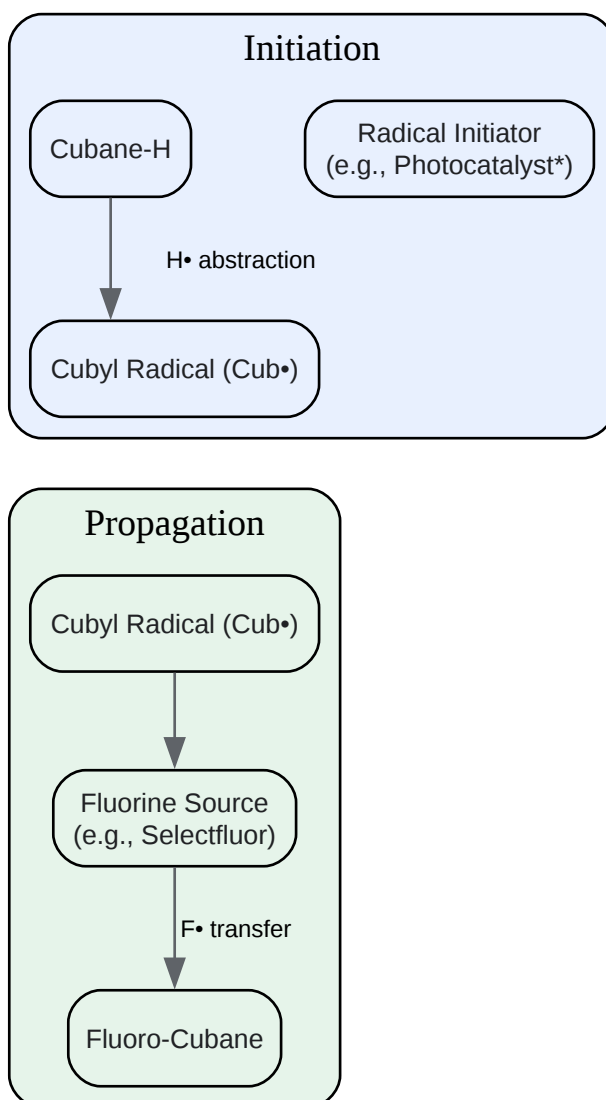 Initiation
Cubane-H
Radical Initiator
(e.g., Photocatalyst*)
H• abstraction
Cubyl Radical (Cub•)
Propagation
Cubyl Radical (Cub•)
Fluorine Source
(e.g., Selectfluor)
F• transfer
Fluoro-Cubane